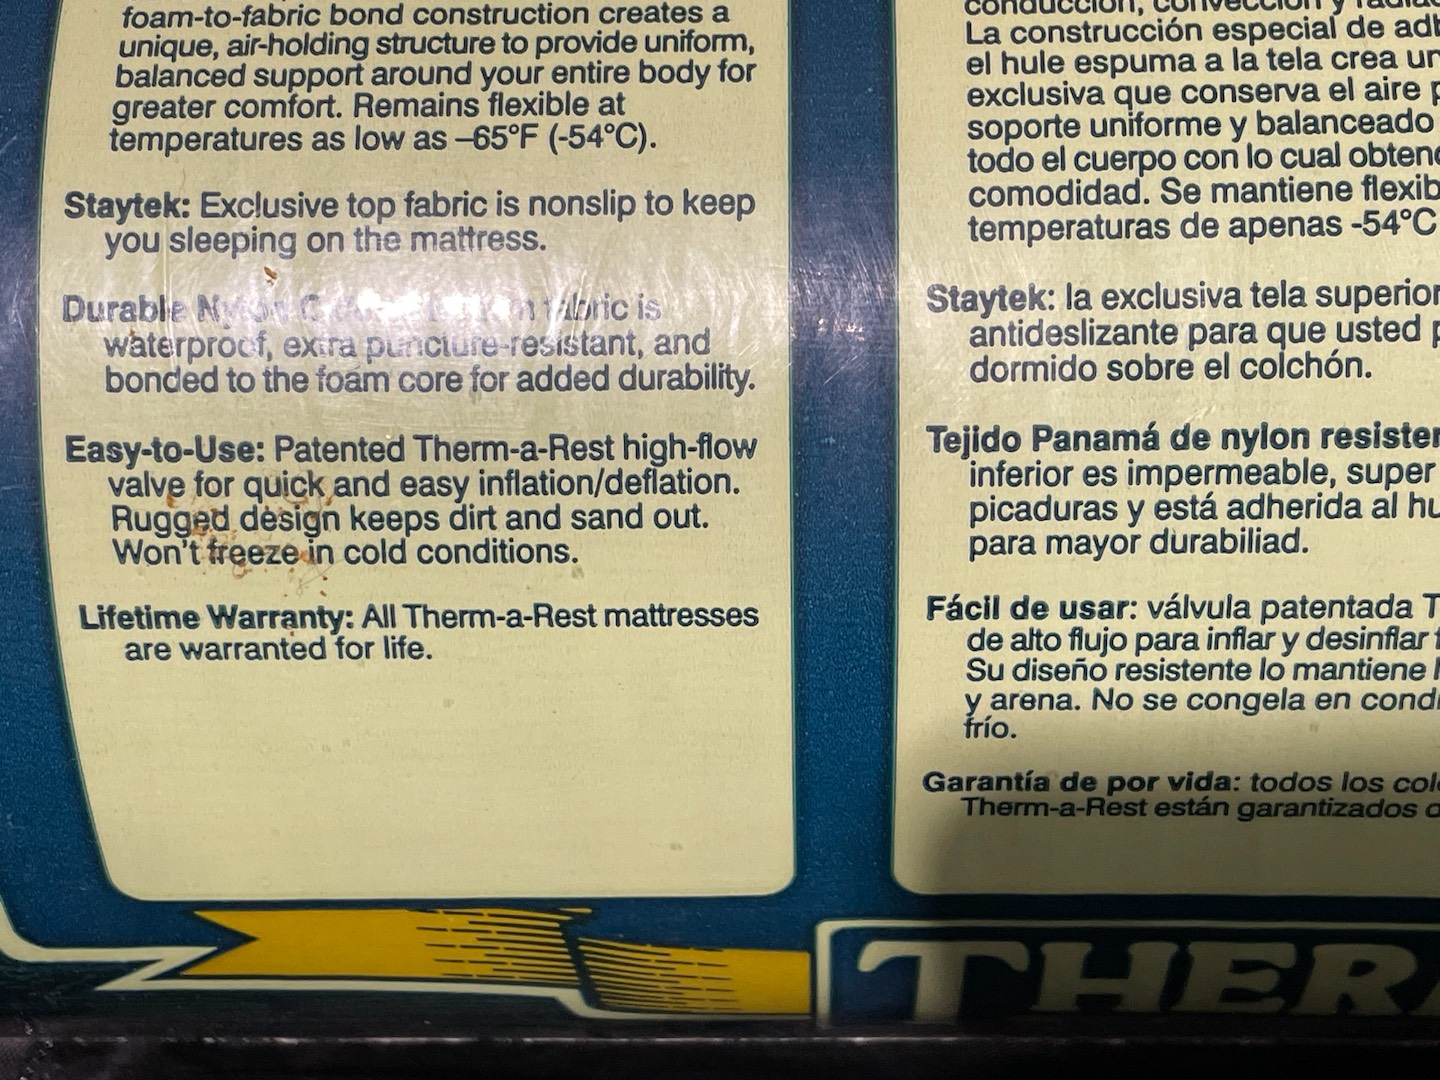 foam-to-fabric bond construction creates a
unique, air-holding structure to provide uniform,
balanced support around your entire body for
greater comfort. Remains flexible at
temperatures as low as –65°F (-54°C).
Staytek: Exclusive top fabric is nonslip to keep
you sleeping on the mattress.
Durable Nylon fabric is
waterproof, extra puncture-resistant, and
bonded to the foam core for added durability.
Easy-to-Use: Patented Therm-a-Rest high-flow
valve for quick and easy inflation/deflation.
Rugged design keeps dirt and sand out.
Won't freeze in cold conditions.
Lifetime Warranty: All Therm-a-Rest mattresses
are warranted for life.
conducción, convección y
La construcción especial de
el hule espuma a la tela crea
exclusiva que conserva el aire
soporte uniforme y balanceado
todo el cuerpo con lo cual
comodidad. Se mantiene
temperaturas de apenas -54°C
Staytek: la exclusiva tela superior
antideslizante para que usted
dormido sobre el colchón.
Tejido Panamá de nylon
inferior es impermeable, super
picaduras y está adherida al
para mayor durabiliad.
Fácil de usar: válvula patentada
de alto flujo para inflar y desinflar
Su diseño resistente lo mantiene
y arena. No se congela en
frío.
Garantía de por vida: todos los
Therm-a-Rest están garantizados
THER